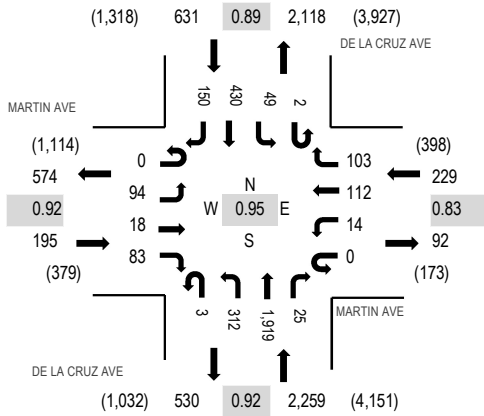 (1,318) 631 0.89 2,118 (3,927)
DE LA CRUZ AVE
MARTIN AVE
150 430 49 2
(1,114) (398)
0 103
574 229
94 N 112
0.92 W 0.95 E 0.83
18 S 14
195 92
83 0
(379) (173)
3 312 1,919 25
MARTIN AVE
DE LA CRUZ AVE
(1,032) 530 0.92 2,259 (4,151)